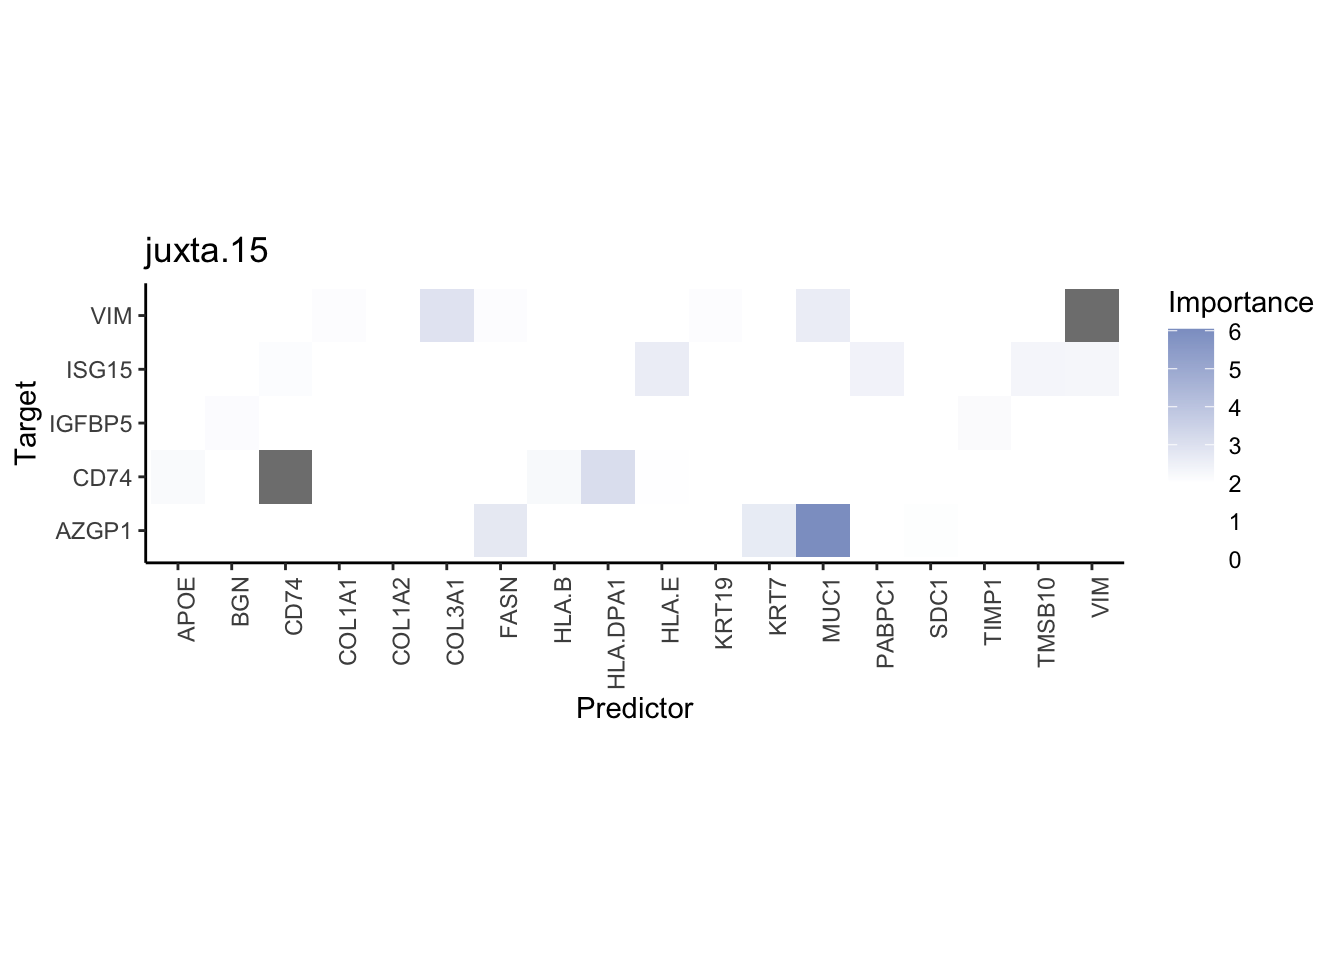 juxta.15
Target
VIM
ISG15
IGFBP5
CD74
AZGP1
APOE
BGN
CD74
COL1A1
COL1A2
COL3A1
FASN
HLA.B
HLA.DPA1
HLA.E
KRT19
KRT7
MUC1
PABPC1
SDC1
TIMP1
TMSB10
VIM
Predictor
Importance
6
5
4
3
2
1
0